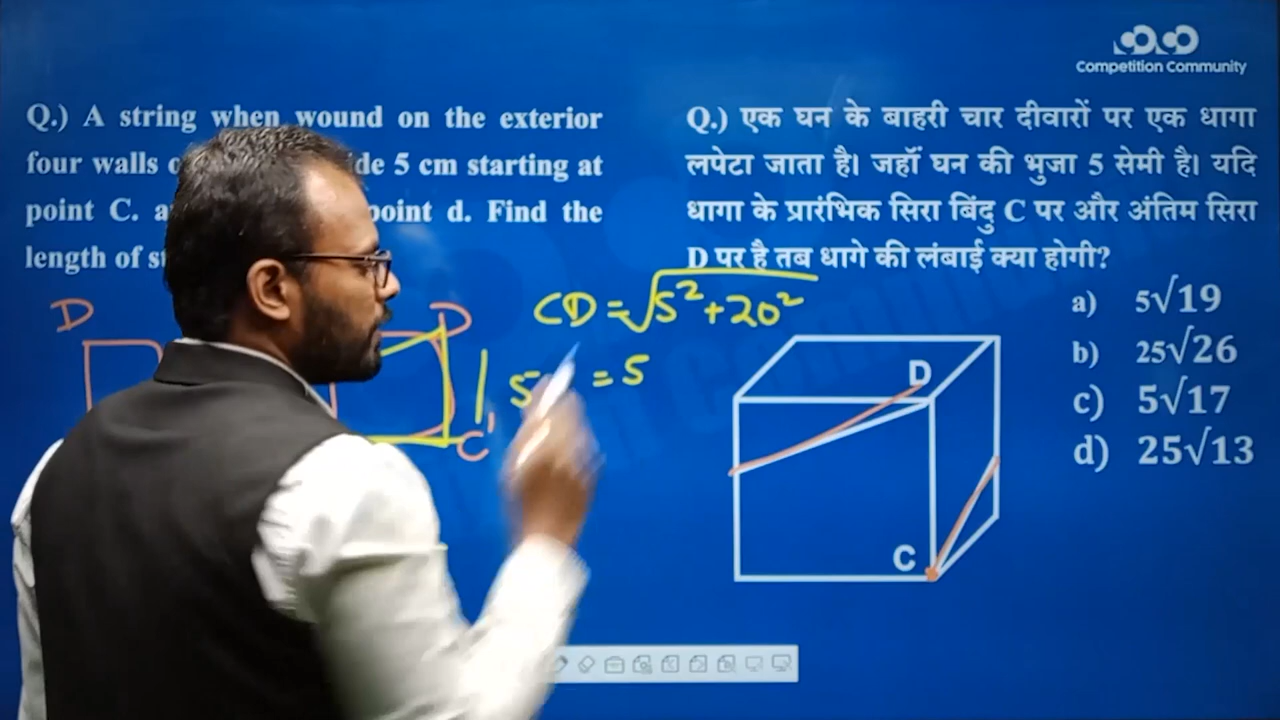 Competition Community
Q.) A string when wound on the exterior
four walls 5 cm starting at
point C. point d. Find the
length of
Q.) एक घन के बाहरी चार दीवारों पर एक धागा
लपेटा जाता है। जहाँ घन की भुजा 5 सेमी है। यदि
धागा के प्रारंभिक सिरा बिंदु C पर और अंतिम सिरा
D पर है तब धागे की लंबाई क्या होगी?
a) 5√19
b) 25√26
c) 5√17
d) 25√13
CD = √5²+20²
= 5
5
D
D
C'
D
C